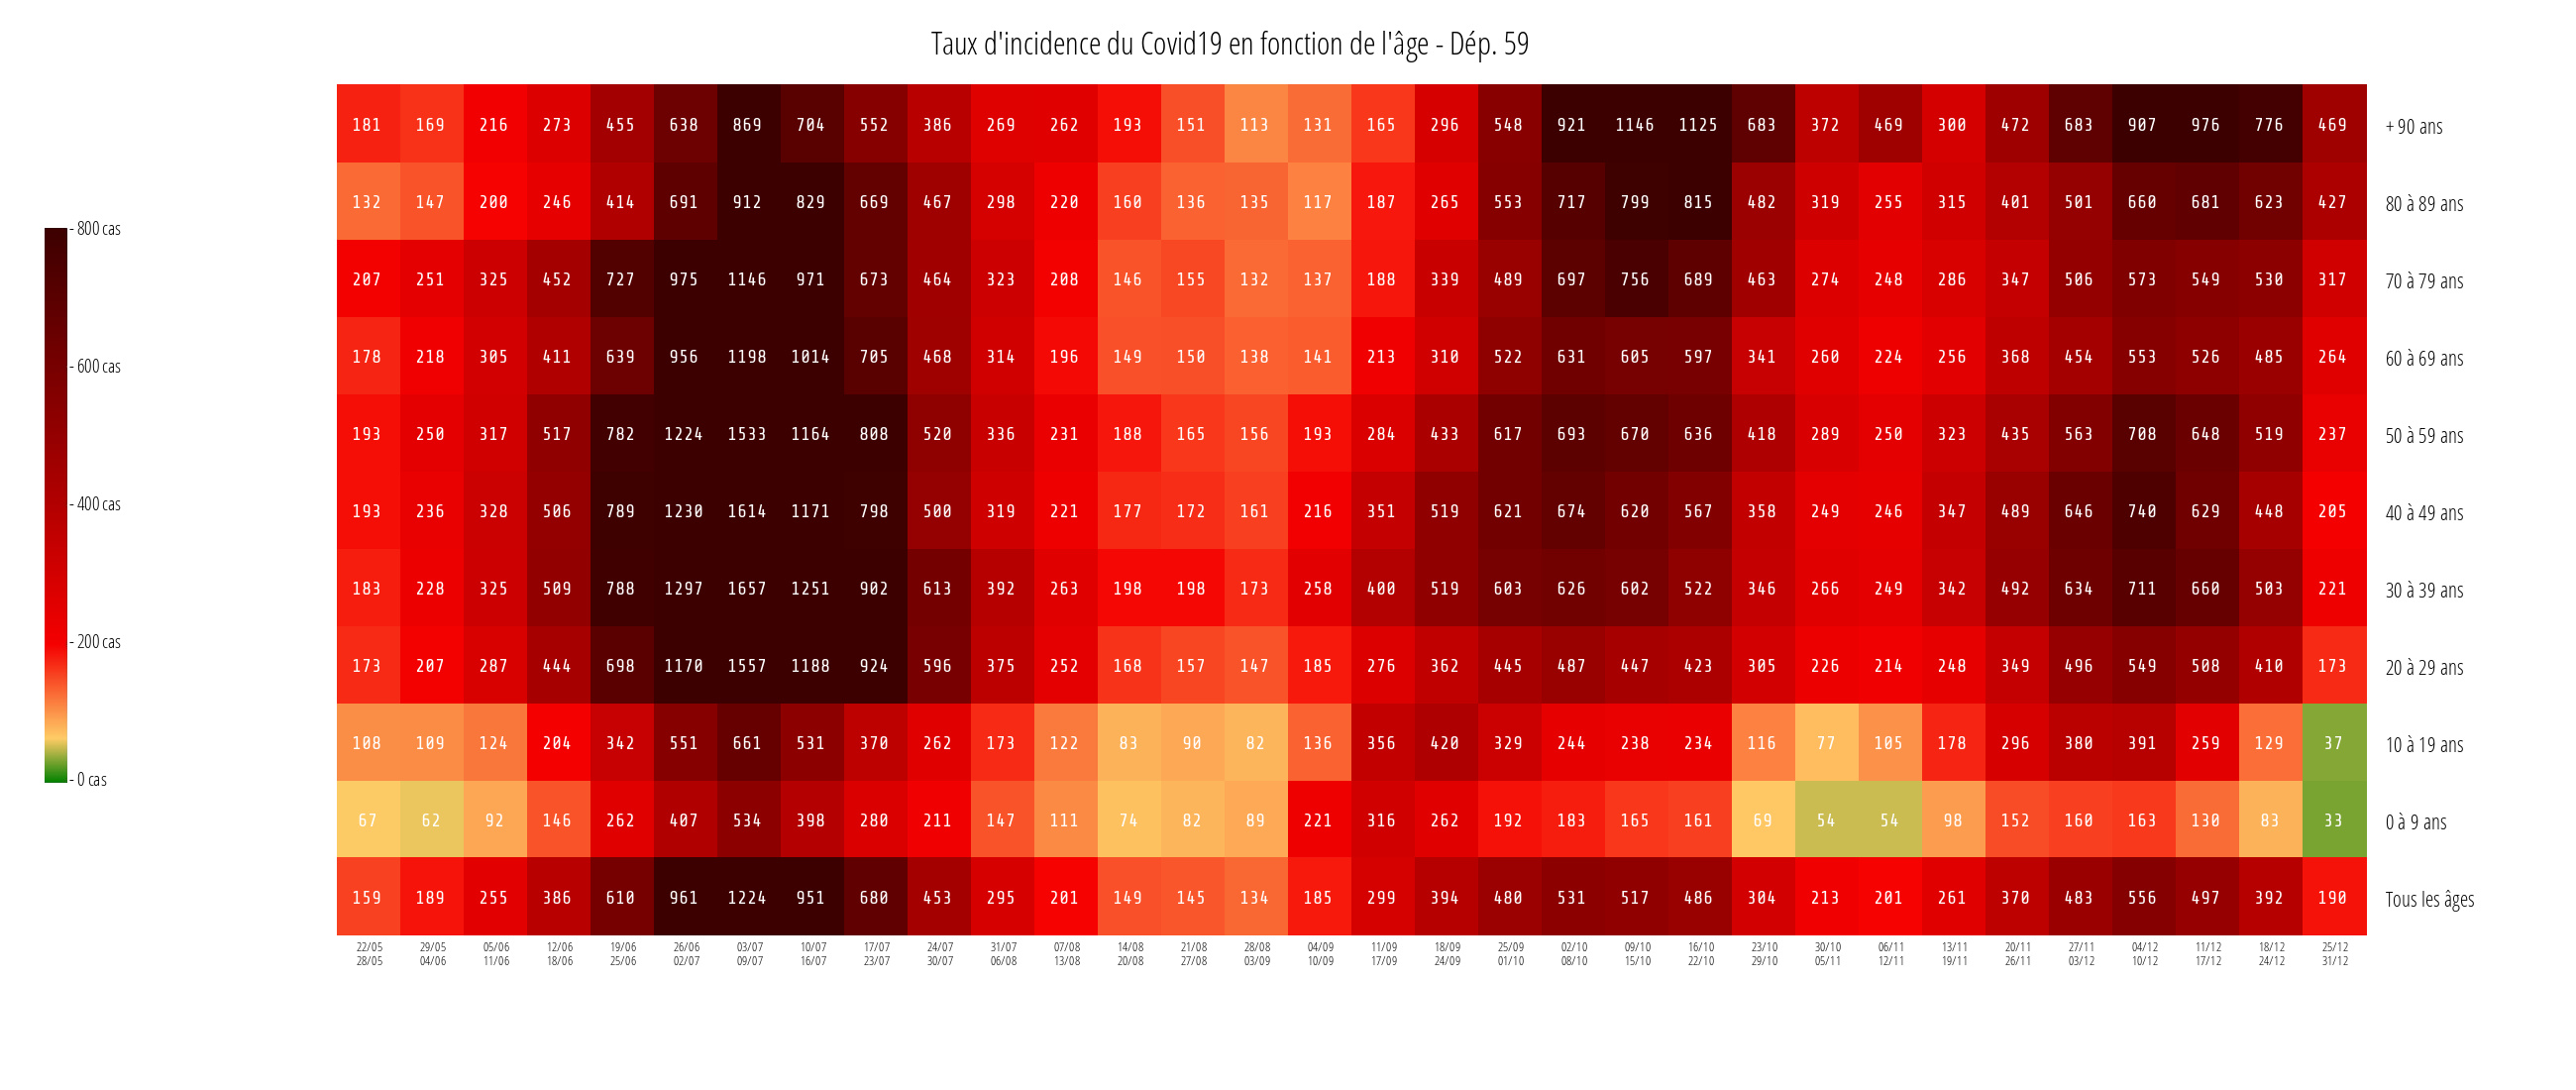 Taux d'incidence du Covid19 en fonction de l'âge - Dép. 59
181 169 216 273 455 638 869 704 552 386 269 262 193 151 113 131 165 296 548 921 1146 1125 683 372 469 300 472 683 907 976 776 469 + 90 ans
132 147 200 246 414 691 912 829 669 467 298 220 160 136 135 117 187 265 553 717 799 815 482 319 255 315 401 501 660 681 623 427 80 à 89 ans
207 251 325 452 727 975 1146 971 673 464 323 208 146 155 132 137 188 339 489 697 756 689 463 274 248 286 347 506 573 549 530 317 70 à 79 ans
178 218 305 411 639 956 1198 1014 705 468 314 196 149 150 138 141 213 310 522 631 605 597 341 260 224 256 368 454 553 526 485 264 60 à 69 ans
193 250 317 517 782 1224 1533 1164 808 520 336 231 188 165 156 193 284 433 617 693 670 636 418 289 250 323 435 563 708 648 519 237 50 à 59 ans
193 236 328 506 789 1230 1614 1171 798 500 319 221 177 172 161 216 351 519 621 674 620 567 358 249 246 347 489 646 740 629 448 205 40 à 49 ans
183 228 325 509 788 1297 1657 1251 902 613 392 263 198 198 173 258 400 519 603 626 602 522 346 266 249 342 492 634 711 660 503 221 30 à 39 ans
173 207 287 444 698 1170 1557 1188 924 596 375 252 168 157 147 185 276 362 445 487 447 423 305 226 214 248 349 496 549 508 410 173 20 à 29 ans
108 109 124 204 342 551 661 531 370 262 173 122 83 90 82 136 356 420 329 244 238 234 116 77 105 178 296 380 391 259 129 37 10 à 19 ans
67 62 92 146 262 407 534 398 280 211 147 111 74 82 89 221 316 262 192 183 165 161 69 54 54 98 152 160 163 130 83 33 0 à 9 ans
159 189 255 386 610 961 1224 951 680 453 295 201 149 145 134 185 299 394 480 531 517 486 304 213 201 261 370 483 556 497 392 190 Tous les âges
22/05 29/05 05/06 12/06 19/06 26/06 03/07 10/07 17/07 24/07 31/07 07/08 14/08 21/08 28/08 04/09 11/09 18/09 25/09 02/10 09/10 16/10 23/10 30/10 06/11 13/11 20/11 27/11 04/12 11/12 18/12 25/12
28/05 04/06 11/06 18/06 25/06 02/07 09/07 16/07 23/07 30/07 06/08 13/08 20/08 27/08 03/09 10/09 17/09 24/09 01/10 08/10 15/10 22/10 29/10 05/11 12/11 19/11 26/11 03/12 10/12 17/12 24/12 31/12
- 800 cas
- 600 cas
- 400 cas
- 200 cas
- 0 cas